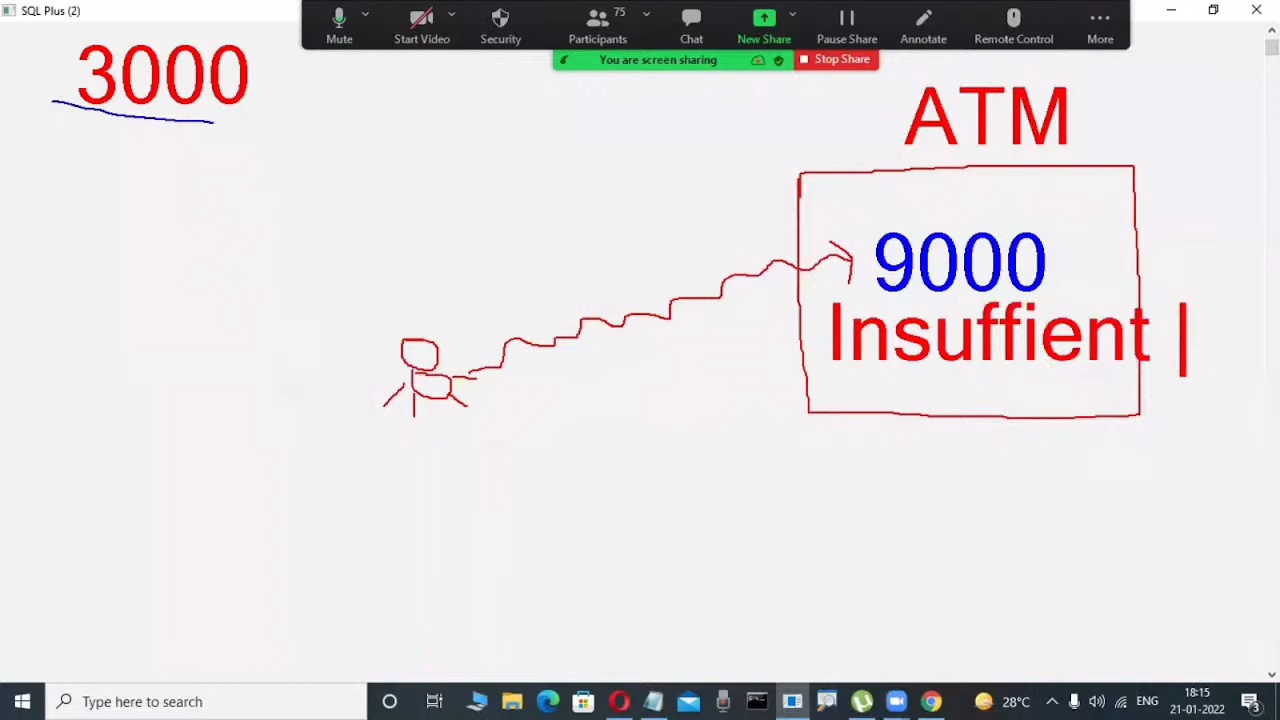 SQL Plus (2)
75
Mute
Start Video
Security
Participants
Chat
New Share
Pause Share
Annotate
Remote Control
More
You are screen sharing
Stop Share
3000
ATM
9000
Insuffient
Type here to search
28°C
ENG
18:15
21-01-2022
3